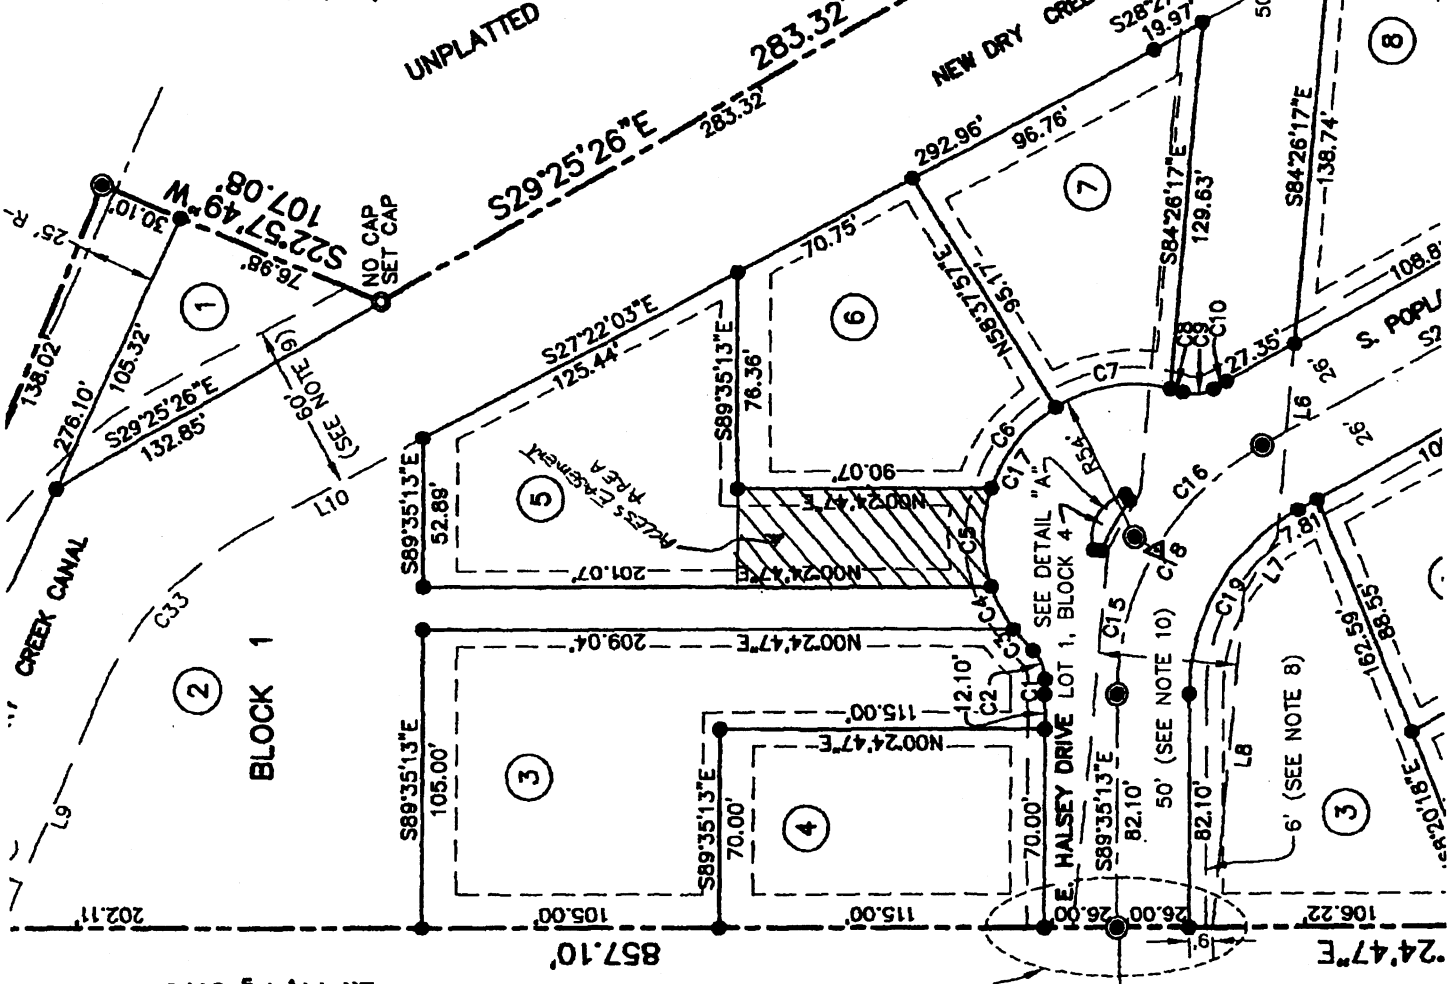 UNPLATTED
283.32'
283.32'
S29°25'26"E
NEW DRY
S28°27'
19.97'
50
292.96'
96.76'
8
7
S84°26'17"E
129.63'
S84°26'17"E
138.74'
108.8
30.10'
S22°57'49"W
107.08'
76.98'
25' R
NO CAP
SET CAP
138.02'
1
105.32'
276.10'
S29°25'26"E
132.85'
60'
(SEE NOTE 9)
L10
S27°22'03"E
125.44'
70.75'
6
S89°35'13"E
76.36'
N58°37'57"E
95.17'
C7
C8
C9
C10
27.35'
S. POPL
26'
26'
L6
C6
C17
R54'
C16
90.07'
N00°24'47"E
5
ACCESS EASEMENT
AREA
S89°35'13"E
52.89'
201.07'
N00°24'47"E
C5
C4
C3
SEE DETAIL "A"
LOT 1, BLOCK 4
C15
C18
C19
7.81'
L7
88.55'
162.59'
CREEK CANAL
C33
2
BLOCK 1
209.04'
N00°24'47"E
S89°35'13"E
105.00'
3
115.00'
N00°24'47"E
12.10'
C2
C1
S89°35'13"E
70.00'
4
70.00'
E. HALSEY DRIVE
S89°35'13"E
82.10'
50' (SEE NOTE 10)
82.10'
L8
6' (SEE NOTE 8)
3
L9
202.11'
105.00'
115.00'
26.00'
26.00'
106.22'
6'
857.10'
°24'47"E